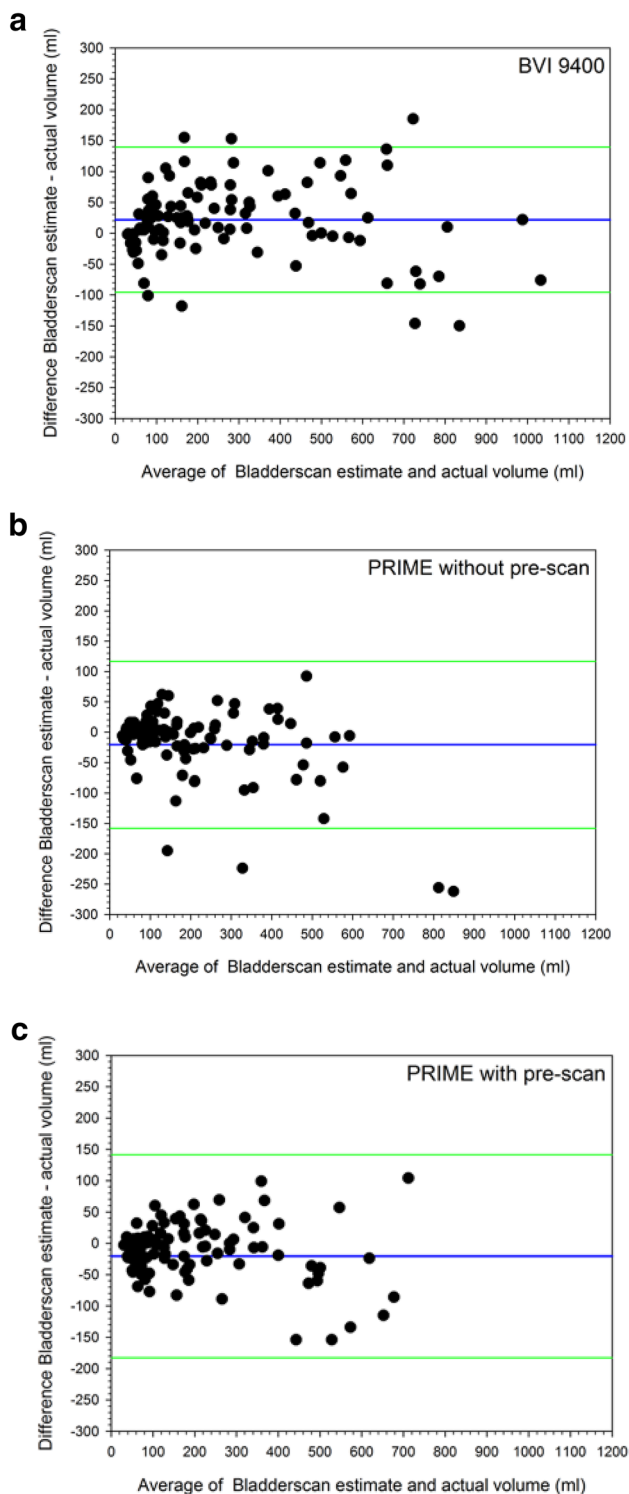 a
BVI 9400
Difference Bladderscan estimate - actual volume (ml)
300
250
200
150
100
50
0
-50
-100
-150
-200
-250
-300
0 100 200 300 400 500 600 700 800 900 1000 1100 1200
Average of Bladderscan estimate and actual volume (ml)
b
PRIME without pre-scan
Difference Bladderscan estimate - actual volume (ml)
300
250
200
150
100
50
0
-50
-100
-150
-200
-250
-300
0 100 200 300 400 500 600 700 800 900 1000 1100 1200
Average of Bladderscan estimate and actual volume (ml)
c
PRIME with pre-scan
Difference Bladderscan estimate - actual volume (ml)
300
250
200
150
100
50
0
-50
-100
-150
-200
-250
-300
0 100 200 300 400 500 600 700 800 900 1000 1100 1200
Average of Bladderscan estimate and actual volume (ml)